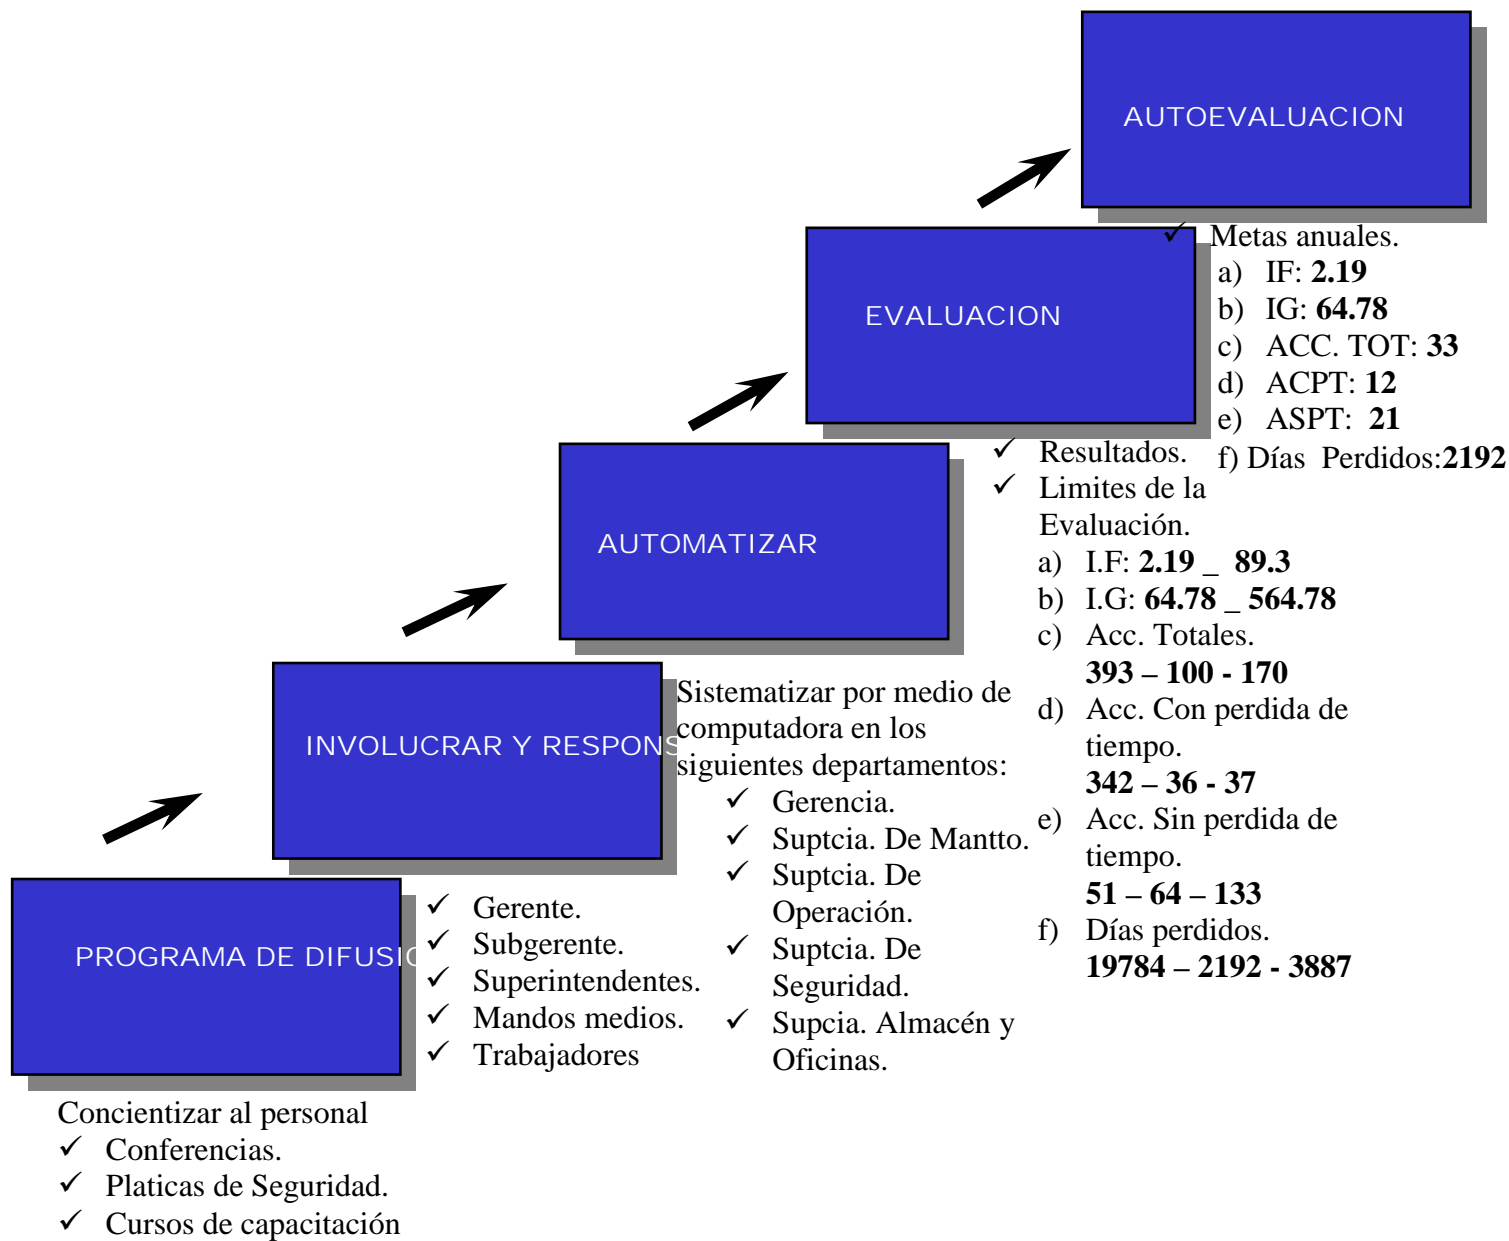 AUTOEVALUACION
Metas anuales.
a) IF: 2.19
b) IG: 64.78
c) ACC. TOT: 33
d) ACPT: 12
e) ASPT: 21
f) Días Perdidos:2192
EVALUACION
Resultados.
Limites de la
Evaluación.
a) I.F: 2.19 _ 89.3
b) I.G: 64.78 _ 564.78
c) Acc. Totales.
393 – 100 - 170
d) Acc. Con perdida de
tiempo.
342 – 36 - 37
e) Acc. Sin perdida de
tiempo.
51 – 64 – 133
f) Días perdidos.
19784 – 2192 - 3887
AUTOMATIZAR
Sistematizar por medio de
computadora en los
siguientes departamentos:
Gerencia.
Suptcia. De Mantto.
Suptcia. De
Operación.
Suptcia. De
Seguridad.
Supcia. Almacén y
Oficinas.
INVOLUCRAR Y RESPONS
Gerente.
Subgerente.
Superintendentes.
Mandos medios.
Trabajadores
PROGRAMA DE DIFUSIO
Concientizar al personal
Conferencias.
Platicas de Seguridad.
Cursos de capacitación